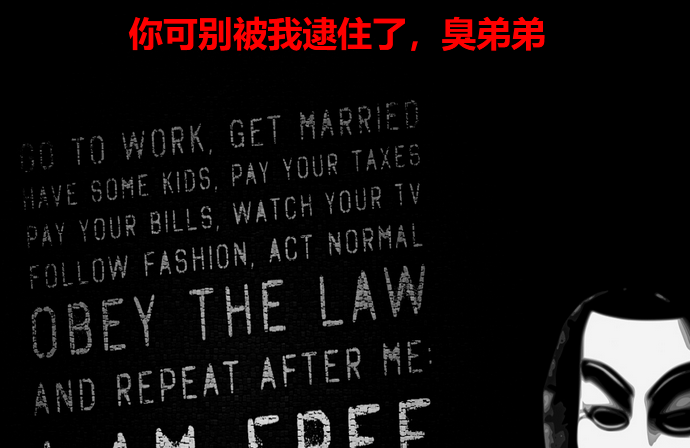 你可别被我逮住了，臭弟弟
GO TO WORK, GET MARRIED
HAVE SOME KIDS, PAY YOUR TAXES
PAY YOUR BILLS, WATCH YOUR TV
FOLLOW FASHION, ACT NORMAL
OBEY THE LAW
AND REPEAT AFTER ME:
I AM FREE